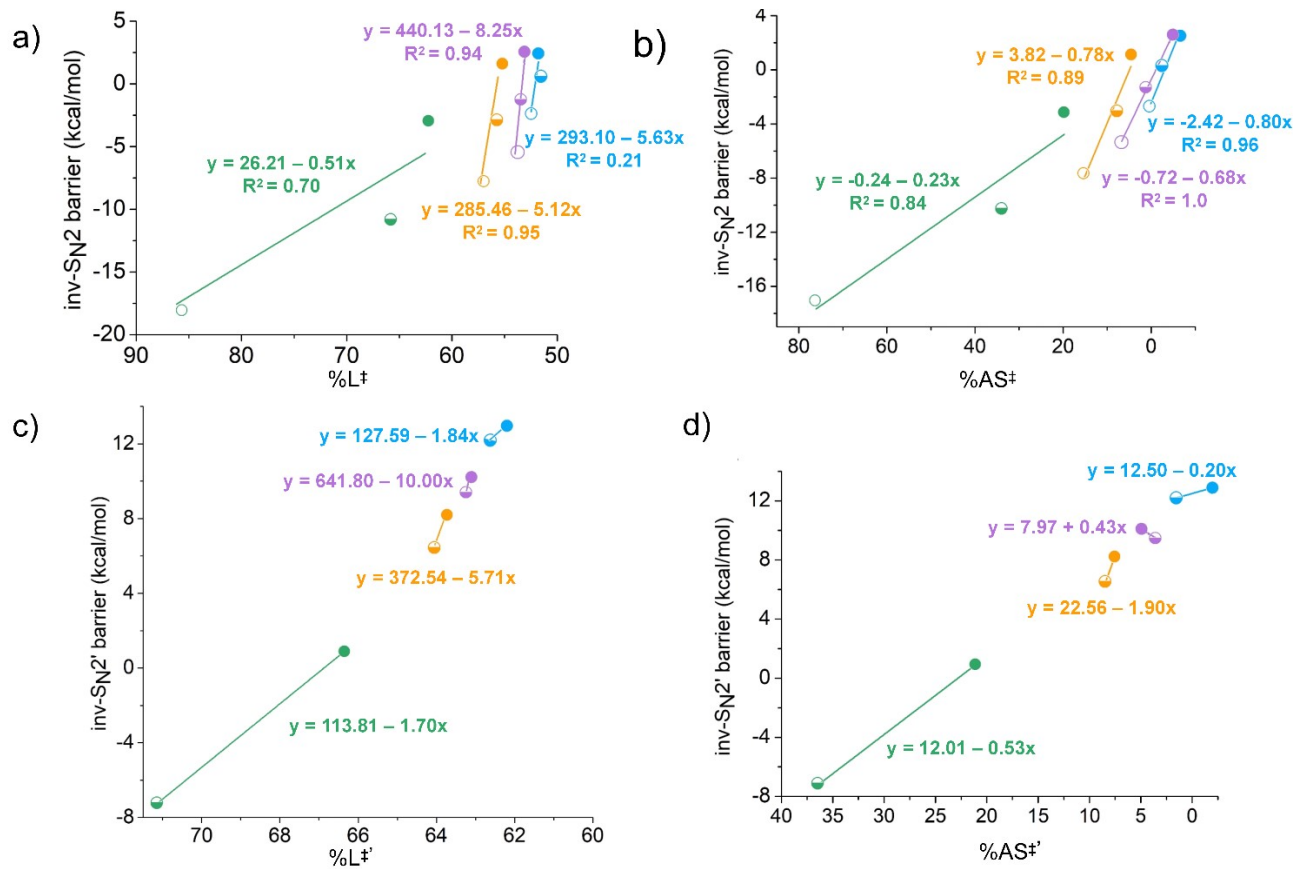 a)
inv-SN2 barrier (kcal/mol)
5
0
-5
-10
-15
-20
y = 440.13 – 8.25x
R² = 0.94
y = 293.10 – 5.63x
R² = 0.21
y = 26.21 – 0.51x
R² = 0.70
y = 285.46 – 5.12x
R² = 0.95
90
80
70
60
50
%L‡
b)
inv-SN2 barrier (kcal/mol)
4
0
-4
-8
-12
-16
y = 3.82 – 0.78x
R² = 0.89
y = -2.42 – 0.80x
R² = 0.96
y = -0.24 – 0.23x
R² = 0.84
y = -0.72 – 0.68x
R² = 1.0
80
60
40
20
0
%AS‡
c)
inv-SN2' barrier (kcal/mol)
12
8
4
0
-4
-8
y = 127.59 – 1.84x
y = 641.80 – 10.00x
y = 372.54 – 5.71x
y = 113.81 – 1.70x
70
68
66
64
62
60
%L‡'
d)
inv-SN2' barrier (kcal/mol)
12
8
4
0
-4
-8
y = 12.50 – 0.20x
y = 7.97 + 0.43x
y = 22.56 – 1.90x
y = 12.01 – 0.53x
40
35
30
25
20
15
10
5
0
%AS‡'